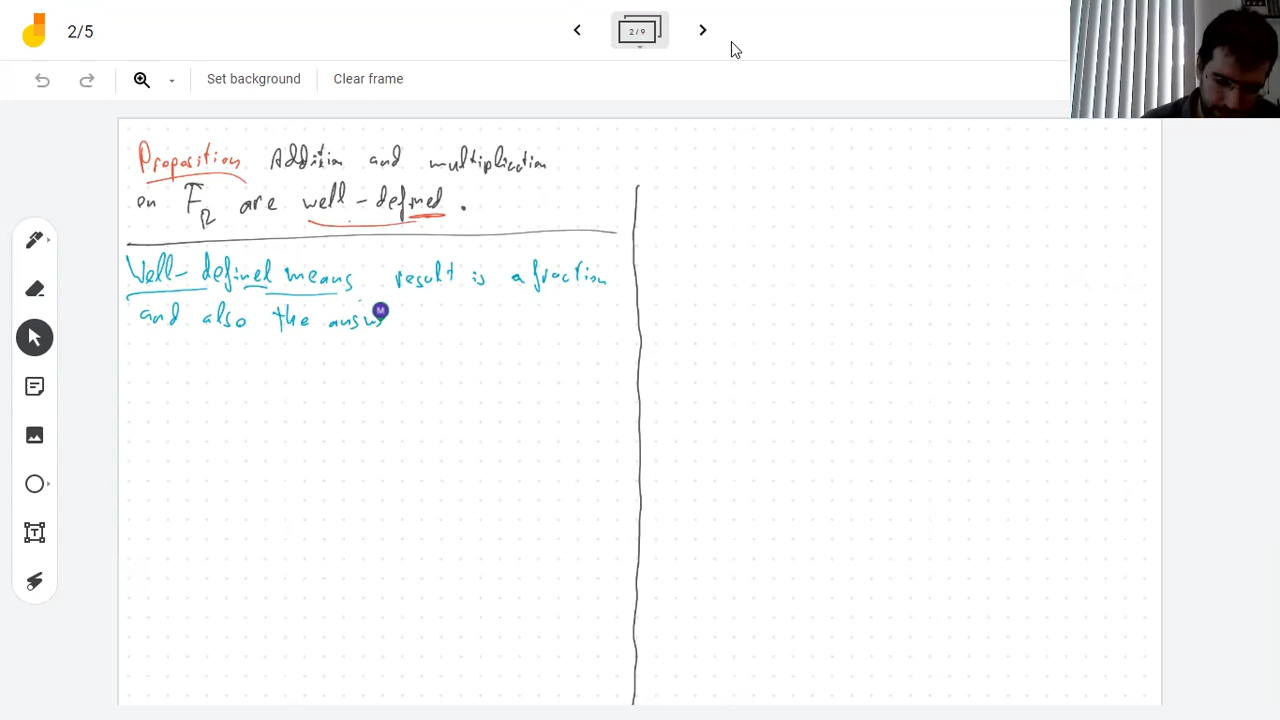 2/5
2/9
Set background
Clear frame
Proposition Addition and multiplication
on F_R are well-defined.
Well-defined means result is a fraction
and also the answ
M